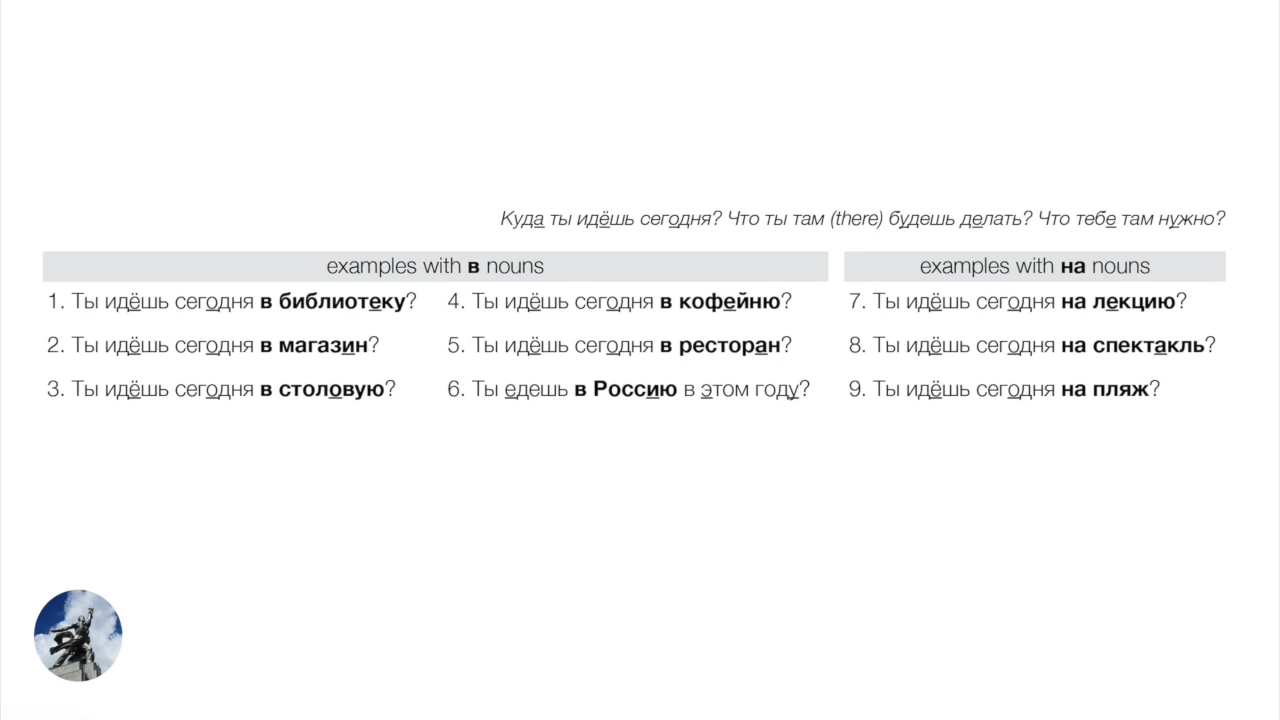 Куда ты идёшь сегодня? Что ты там (there) будешь делать? Что тебе там нужно?
examples with в nouns
1. Ты идёшь сегодня в библиотеку?
2. Ты идёшь сегодня в магазин?
3. Ты идёшь сегодня в столовую?
4. Ты идёшь сегодня в кофейню?
5. Ты идёшь сегодня в ресторан?
6. Ты едешь в Россию в этом году?
examples with на nouns
7. Ты идёшь сегодня на лекцию?
8. Ты идёшь сегодня на спектакль?
9. Ты идёшь сегодня на пляж?